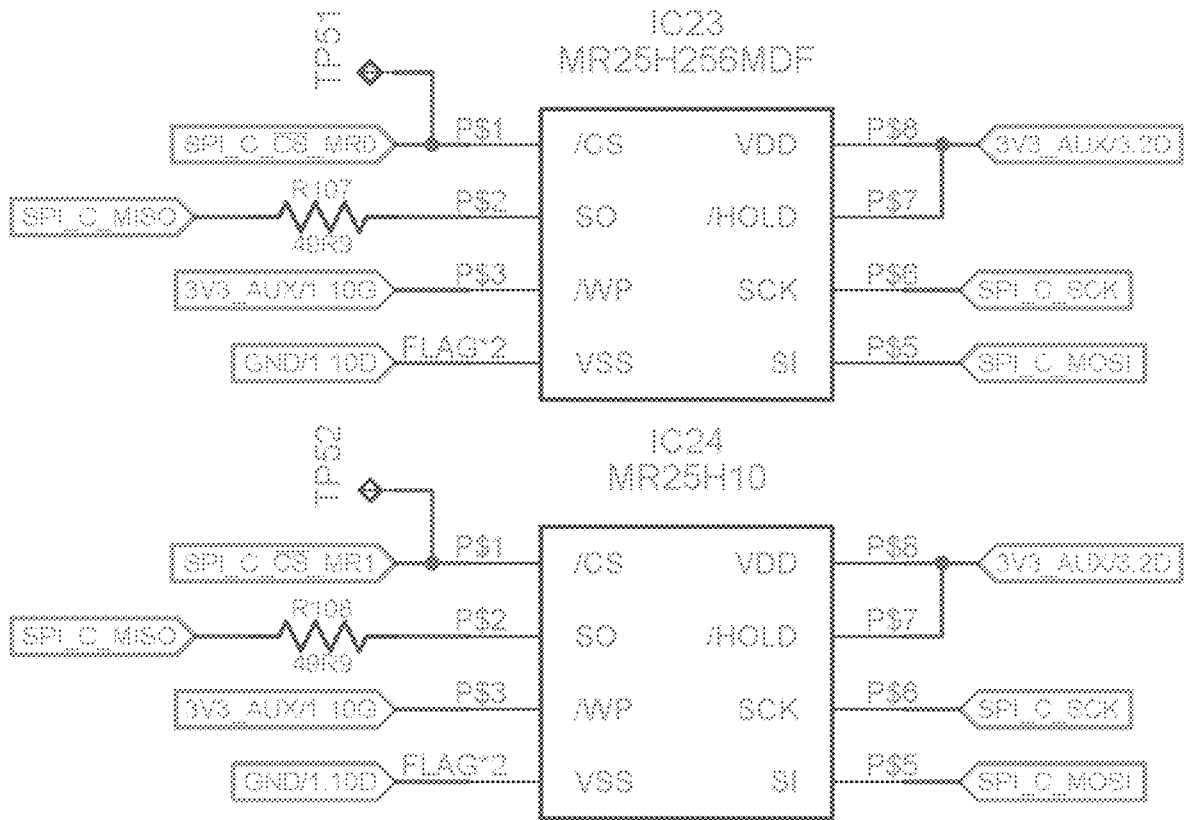 IC23
MR25H256MDF
TP51
SPI_C_CS_MR0
P$1
/CS
VDD
P$8
3V3_AUX/3.2D
SPI_C_MISO
R107
49R9
P$2
SO
/HOLD
P$7
3V3_AUX/1.10G
P$3
/WP
SCK
P$6
SPI_C_SCK
GND/1.10D
FLAG*2
VSS
SI
P$5
SPI_C_MOSI
IC24
MR25H10
TP52
SPI_C_CS_MR1
P$1
/CS
VDD
P$8
3V3_AUX/3.2D
SPI_C_MISO
R108
49R9
P$2
SO
/HOLD
P$7
3V3_AUX/1.10G
P$3
/WP
SCK
P$6
SPI_C_SCK
GND/1.10D
FLAG*2
VSS
SI
P$5
SPI_C_MOSI